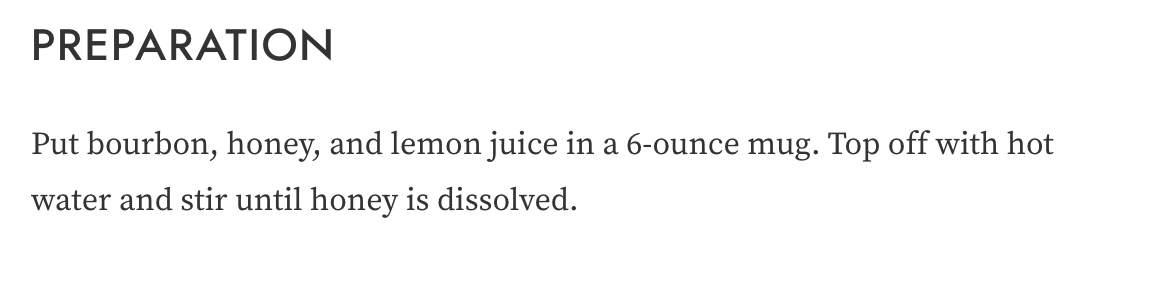 PREPARATION
Put bourbon, honey, and lemon juice in a 6-ounce mug. Top off with hot
water and stir until honey is dissolved.